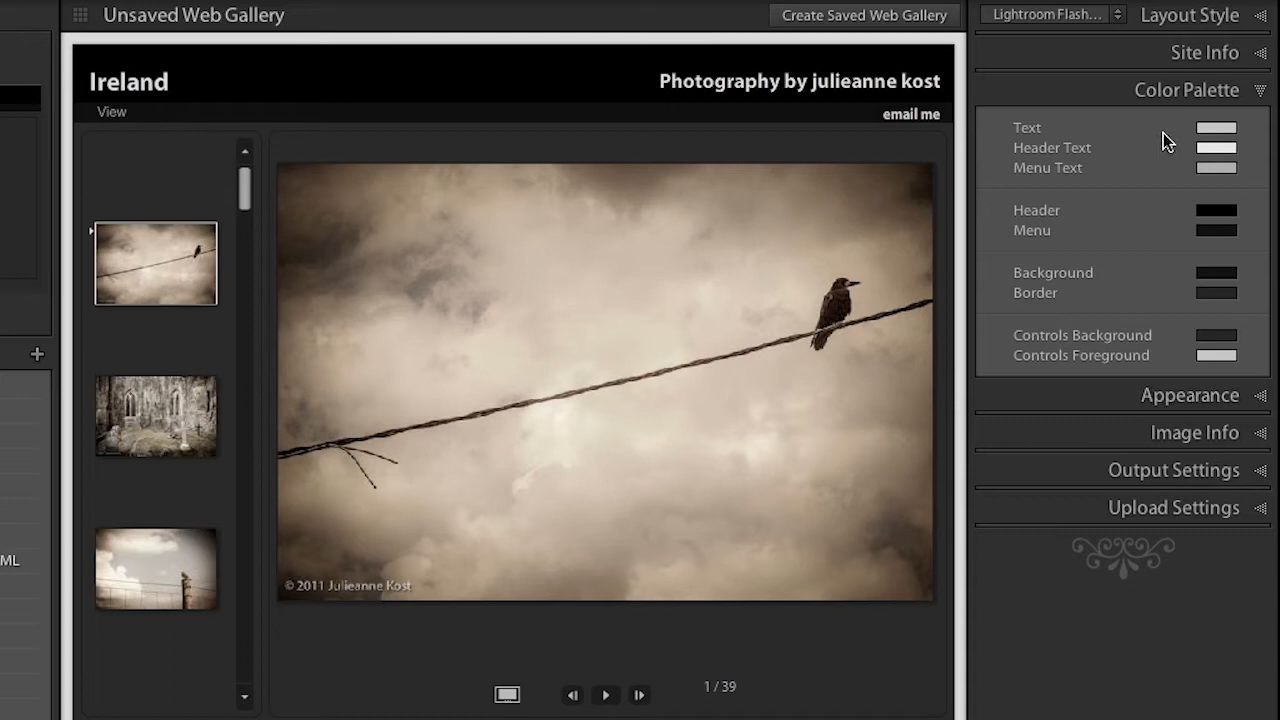 Unsaved Web Gallery
Create Saved Web Gallery
Lightroom Flash...
Layout Style
Site Info
Color Palette
Ireland
Photography by julieanne kost
View
email me
Text
Header Text
Menu Text
Header
Menu
Background
Border
Controls Background
Controls Foreground
Appearance
Image Info
Output Settings
Upload Settings
ML
© 2011 Julieanne Kost
1 / 39